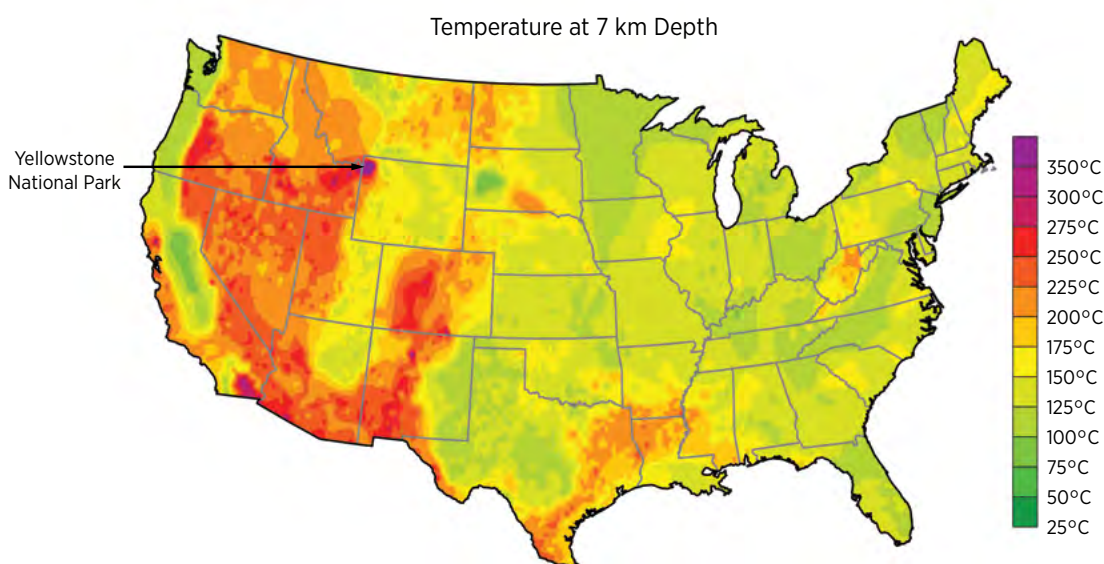 Temperature at 7 km Depth
Yellowstone
National Park
350°C
300°C
275°C
250°C
225°C
200°C
175°C
150°C
125°C
100°C
75°C
50°C
25°C